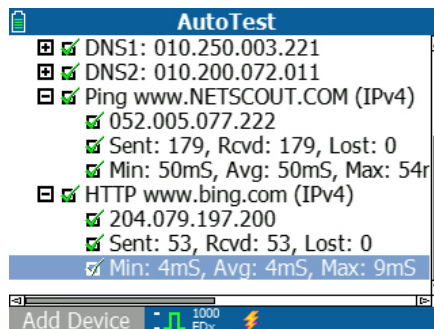 AutoTest
DNS1: 010.250.003.221
DNS2: 010.200.072.011
Ping www.NETSCOUT.COM (IPv4)
052.005.077.222
Sent: 179, Rcvd: 179, Lost: 0
Min: 50mS, Avg: 50mS, Max: 54m
HTTP www.bing.com (IPv4)
204.079.197.200
Sent: 53, Rcvd: 53, Lost: 0
Min: 4mS, Avg: 4mS, Max: 9mS
Add Device
1000
FDx